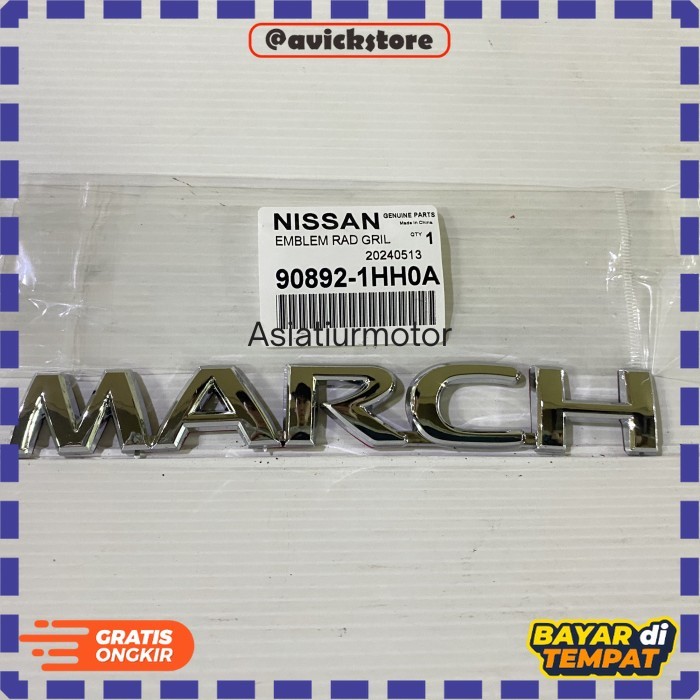 @avickstore
NISSAN GENUINE PARTS
Made in China
EMBLEM RAD GRIL QTY 1
20240513
90892-1HH0A
Asiatiurmotor
MARCH
GRATIS
ONGKIR
BAYAR di
TEMPAT